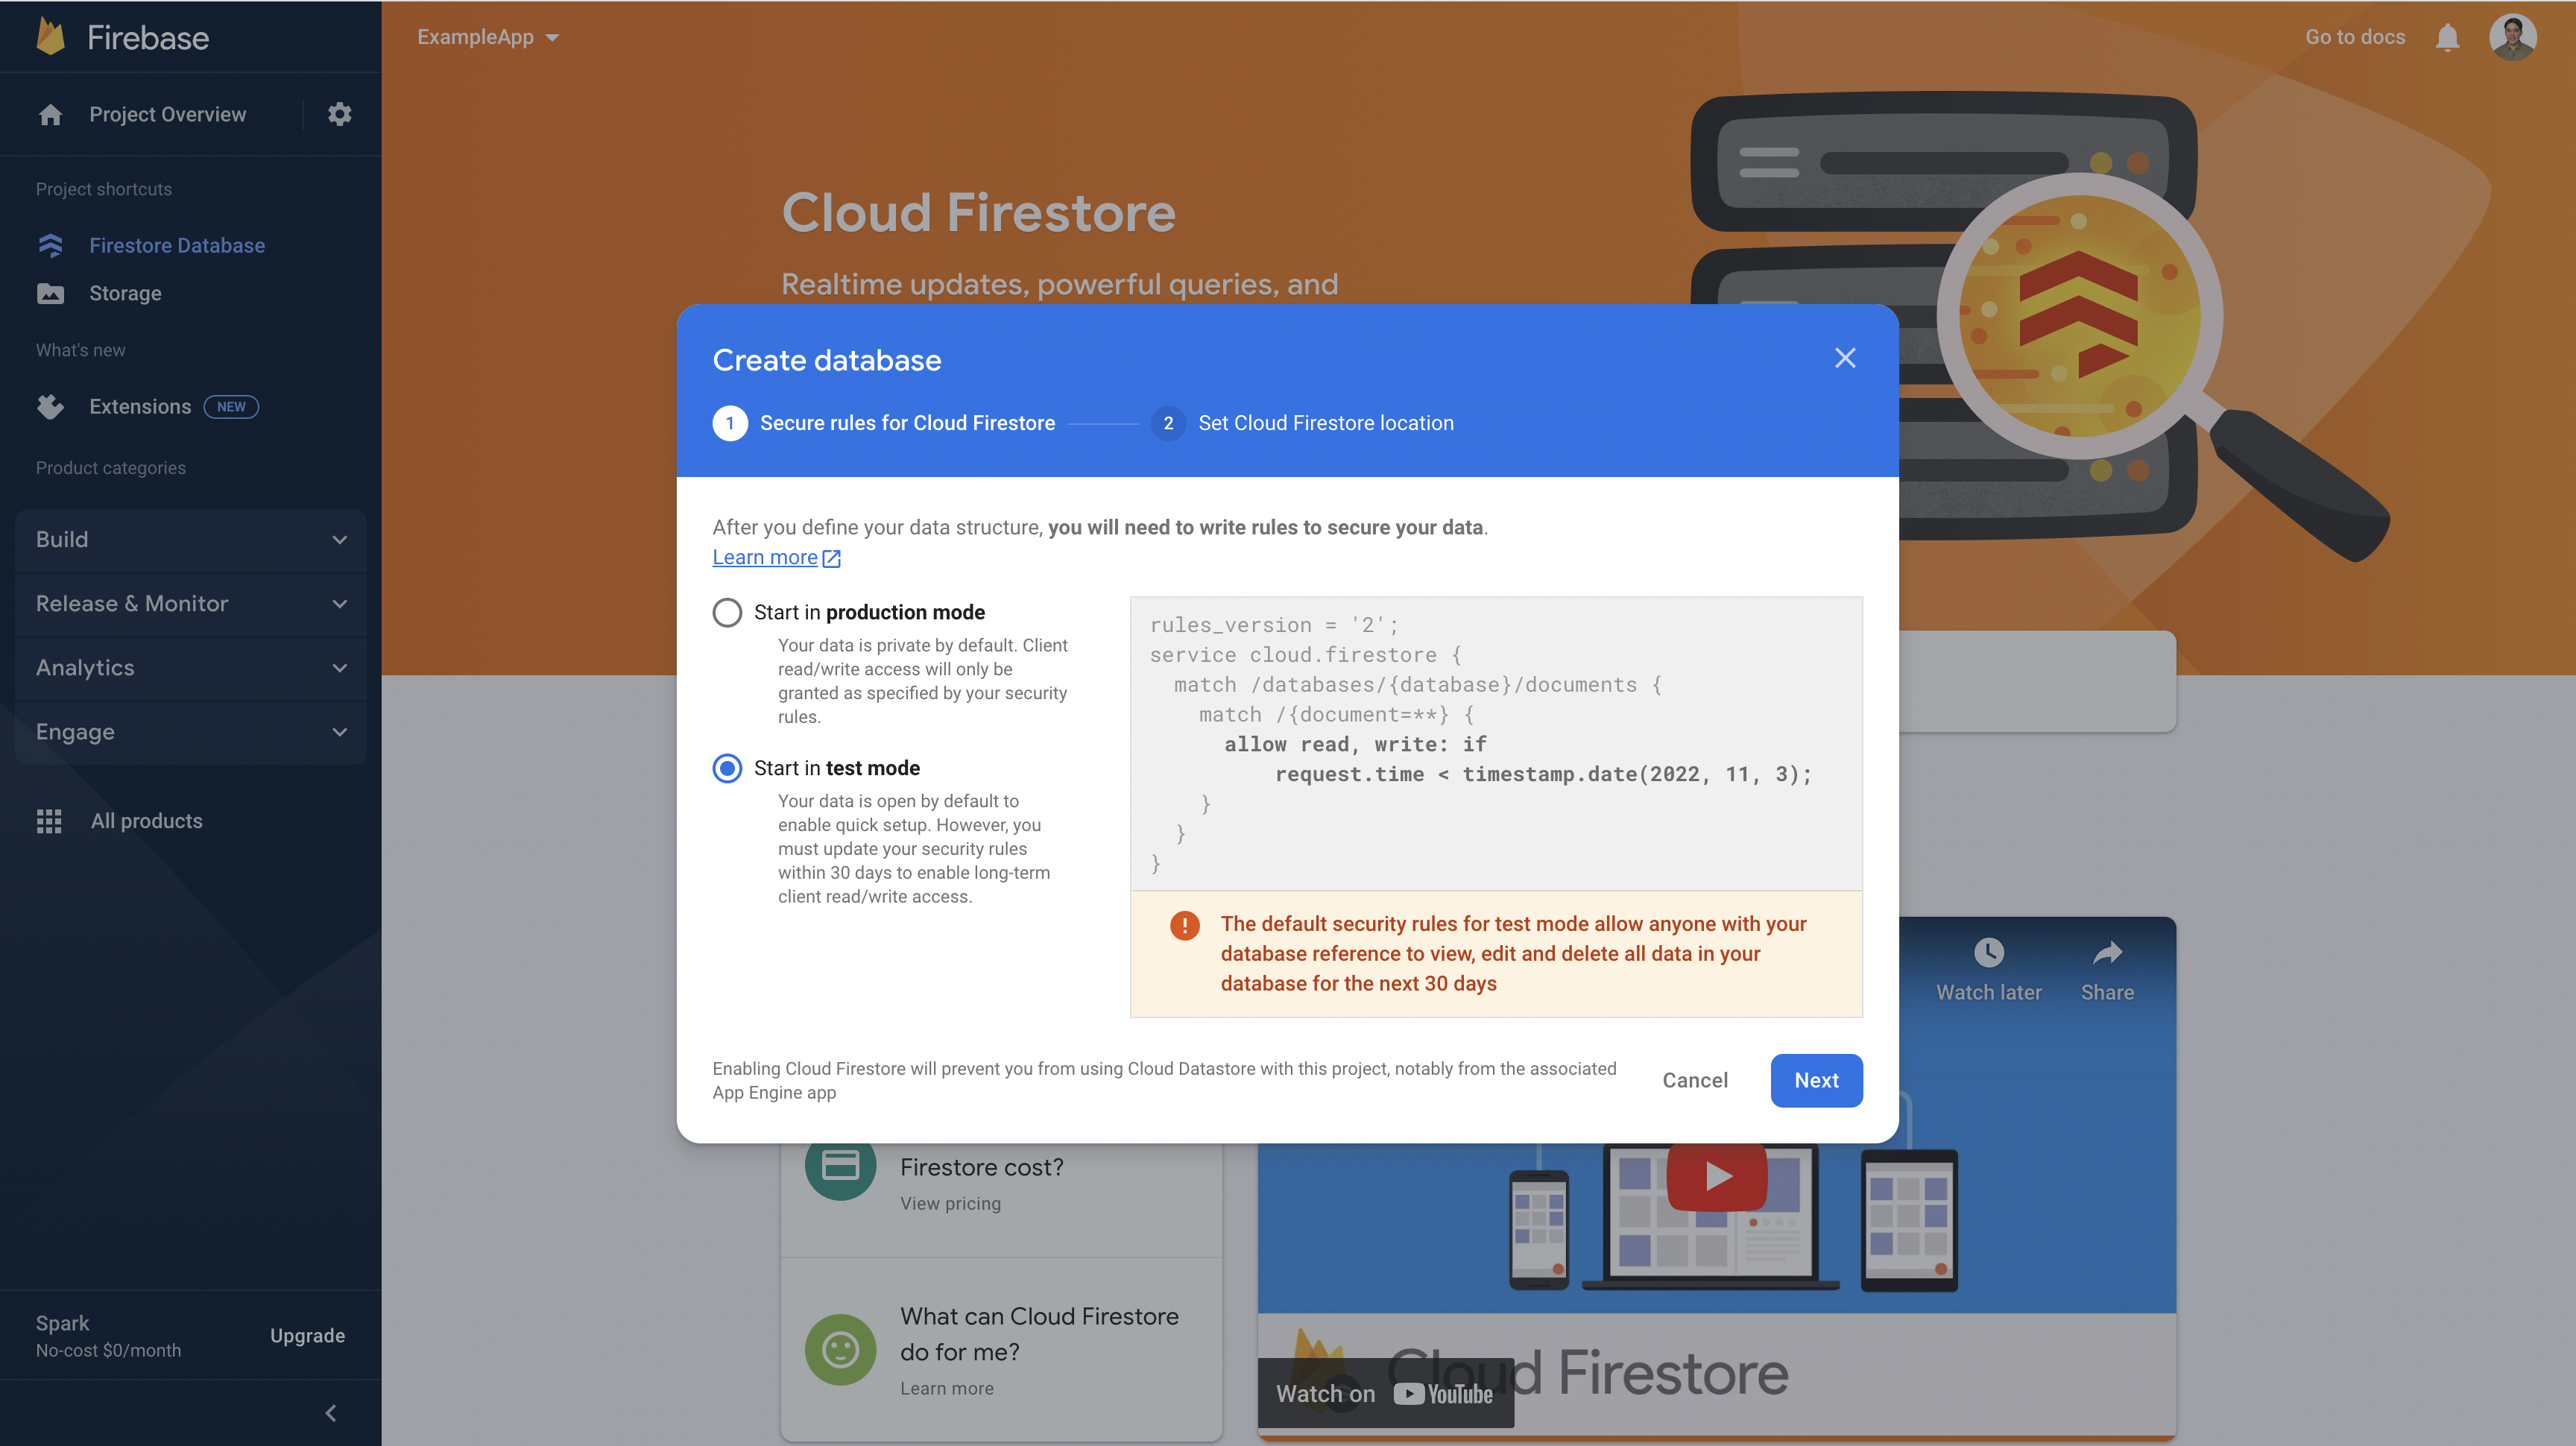 Firebase
Project Overview
Project shortcuts
Firestore Database
Storage
What's new
Extensions NEW
Product categories
Build
Release & Monitor
Analytics
Engage
All products
Spark
No-cost $0/month
Upgrade
ExampleApp
Go to docs
Cloud Firestore
Realtime updates, powerful queries, and
Create database
1 Secure rules for Cloud Firestore
2 Set Cloud Firestore location
After you define your data structure, you will need to write rules to secure your data.
Learn more
Start in production mode
Your data is private by default. Client
read/write access will only be
granted as specified by your security
rules.
Start in test mode
Your data is open by default to
enable quick setup. However, you
must update your security rules
within 30 days to enable long-term
client read/write access.
rules_version = '2';
service cloud.firestore {
match /databases/{database}/documents {
match /{document=**} {
allow read, write: if
request.time < timestamp.date(2022, 11, 3);
}
}
}
The default security rules for test mode allow anyone with your
database reference to view, edit and delete all data in your
database for the next 30 days
Enabling Cloud Firestore will prevent you from using Cloud Datastore with this project, notably from the associated
App Engine app
Cancel
Next
Firestore cost?
View pricing
What can Cloud Firestore
do for me?
Learn more
Watch later
Share
Cloud Firestore
Watch on YouTube